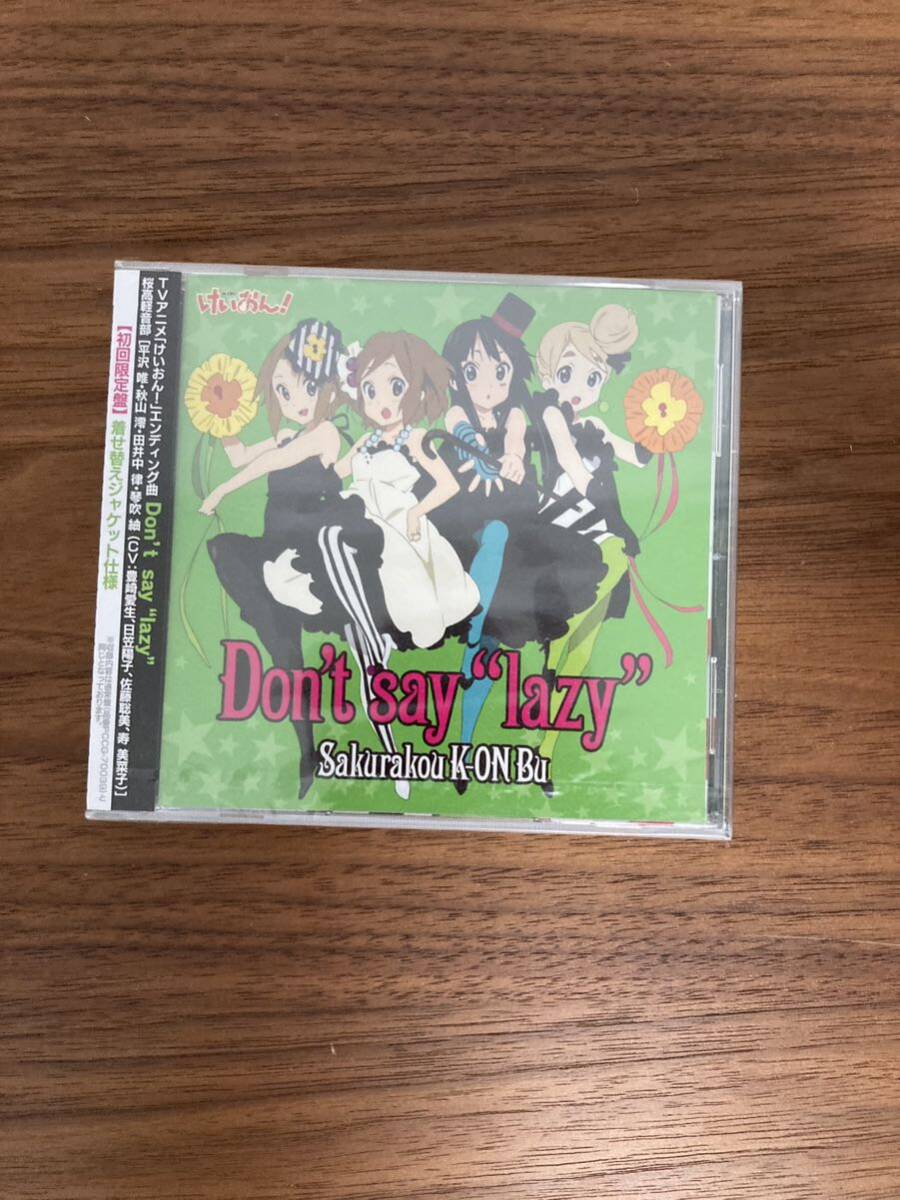 けいおん!
Don't say “lazy”
Sakurakou K-ON Bu
TVアニメ「けいおん!」エンディング曲 Don't say “lazy”
桜高軽音部 [平沢 唯・秋山 澪・田井中 律・琴吹 紬 (CV:豊崎愛生、日笠陽子、佐藤聡美、寿 美菜子)]
【初回限定盤】着せ替えジャケット仕様